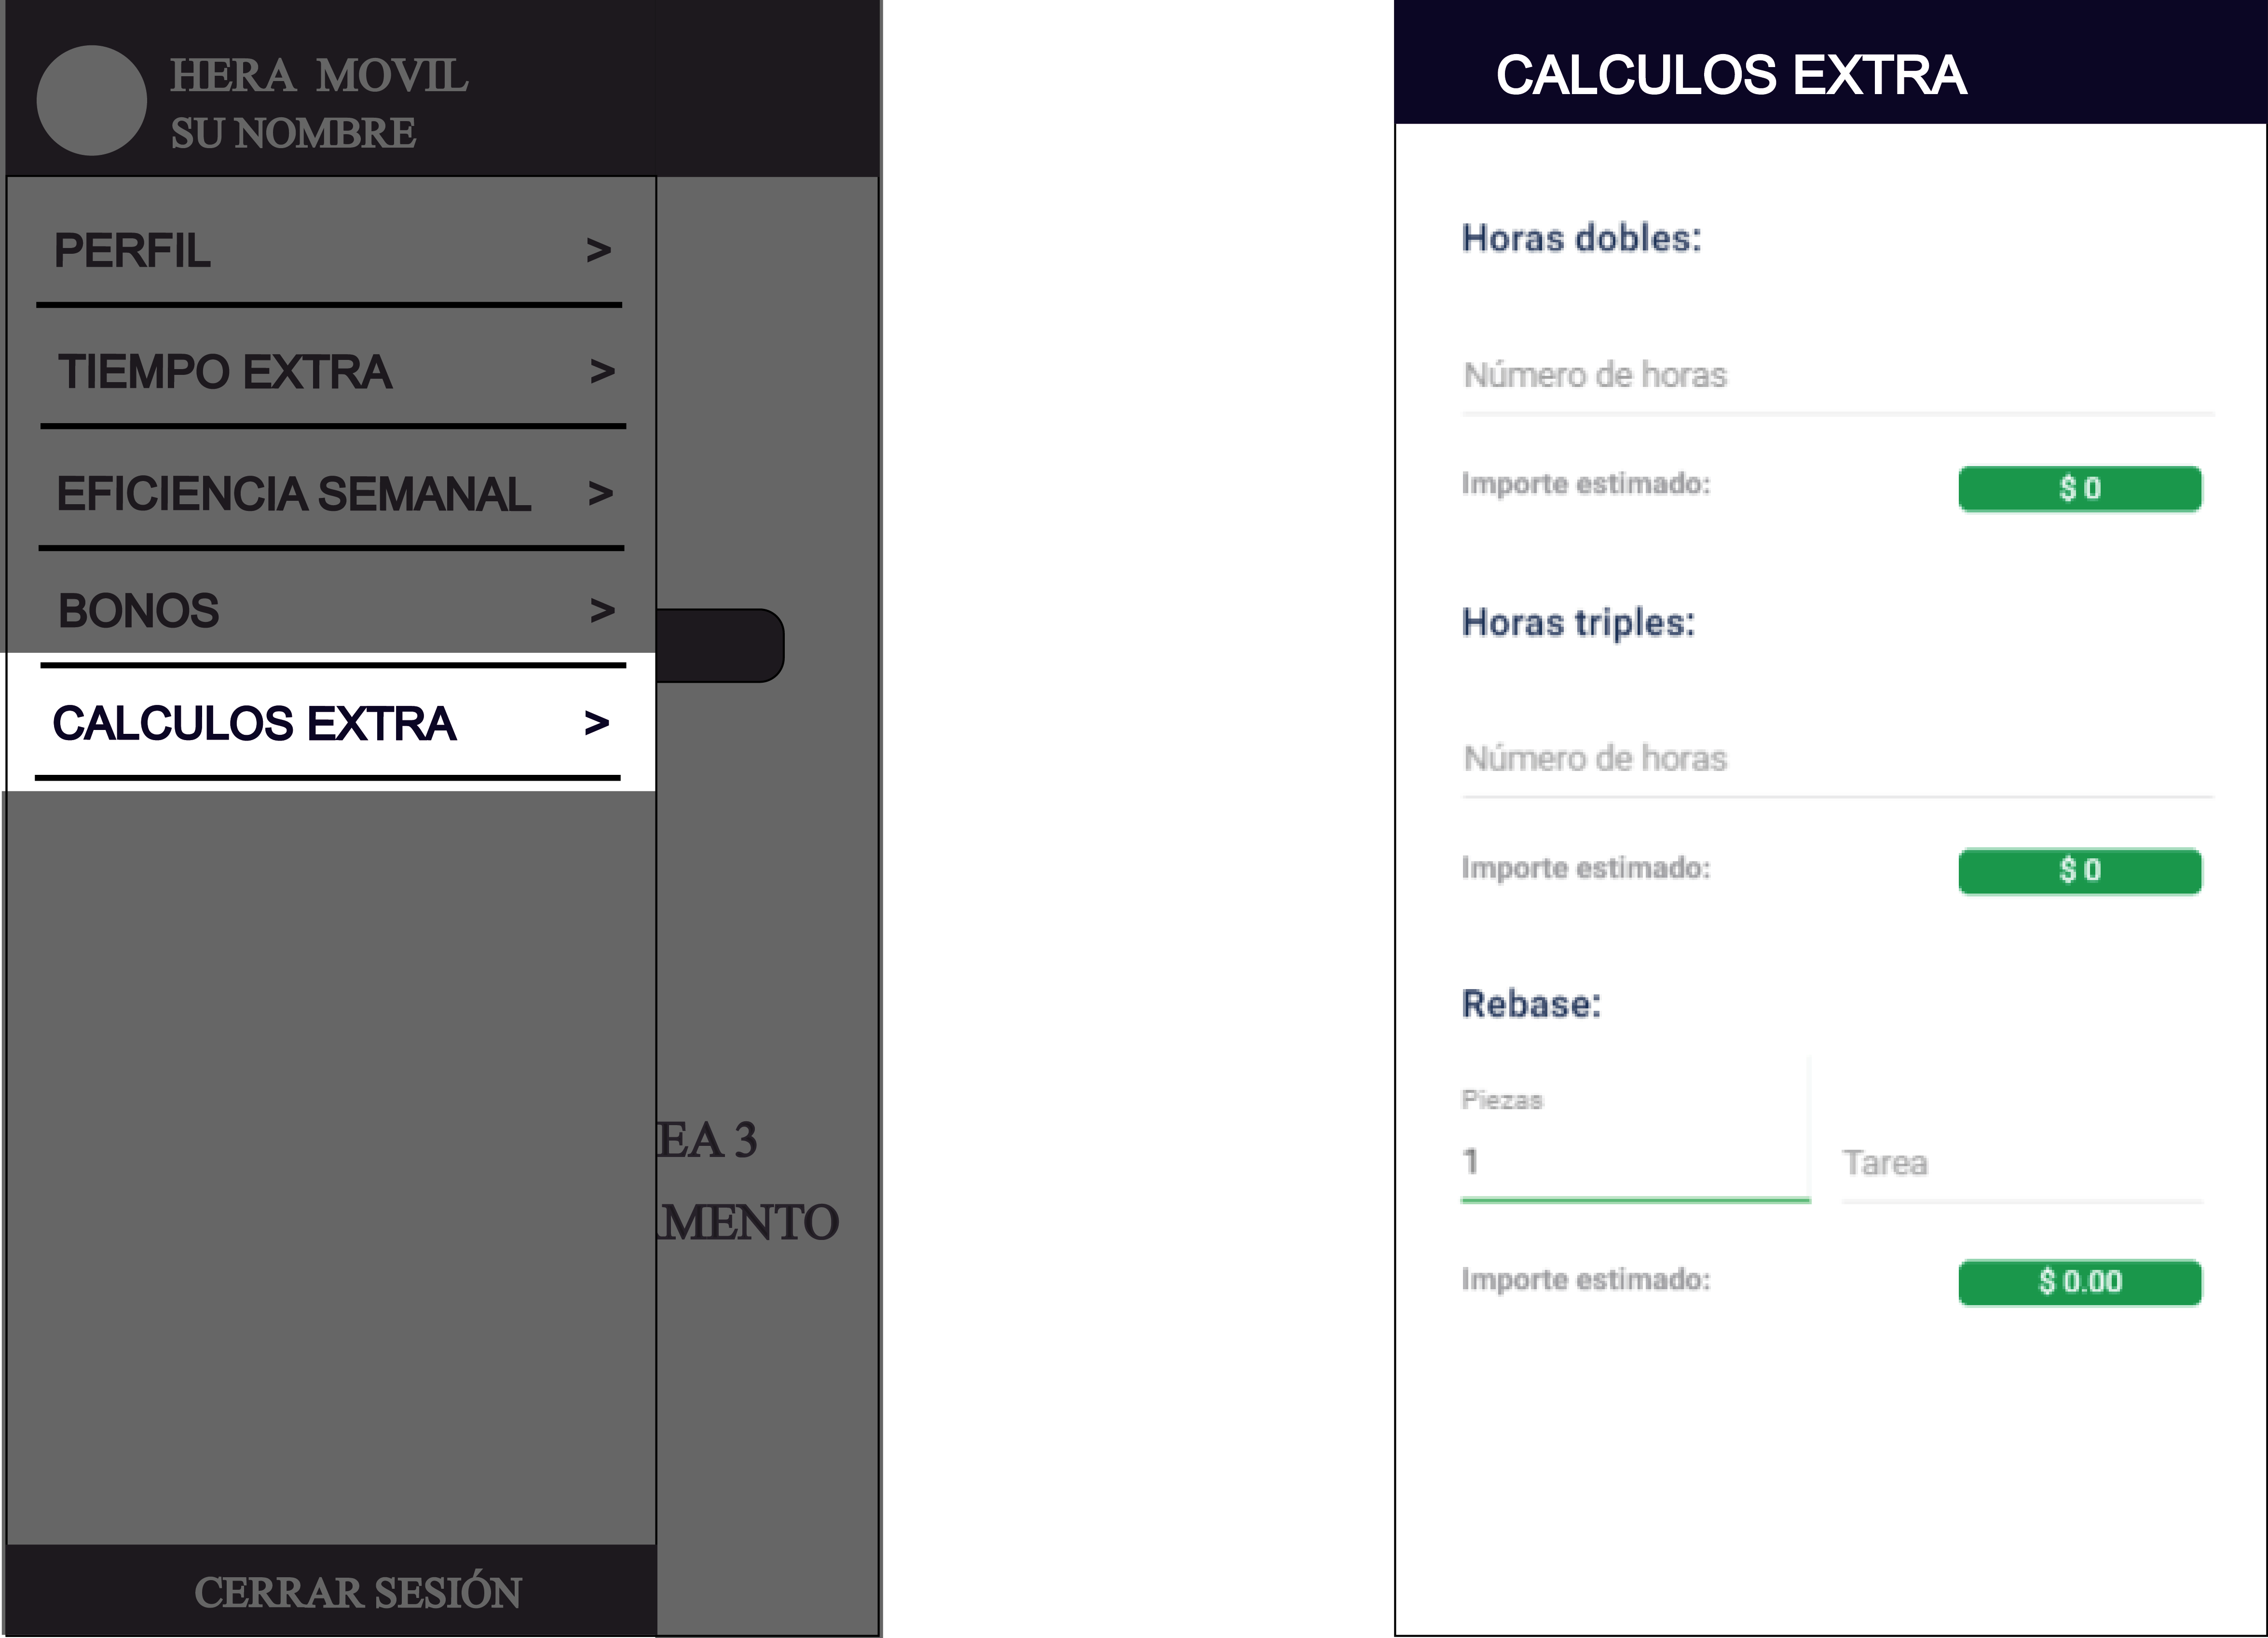 HERA MOVIL
SU NOMBRE
PERFIL >
TIEMPO EXTRA >
EFICIENCIA SEMANAL >
BONOS >
CALCULOS EXTRA >
EA 3
MENTO
CERRAR SESIÓN
CALCULOS EXTRA
Horas dobles:
Número de horas
Importe estimado: $ 0
Horas triples:
Número de horas
Importe estimado: $ 0
Rebase:
Piezas
1 Tarea
Importe estimado: $ 0.00